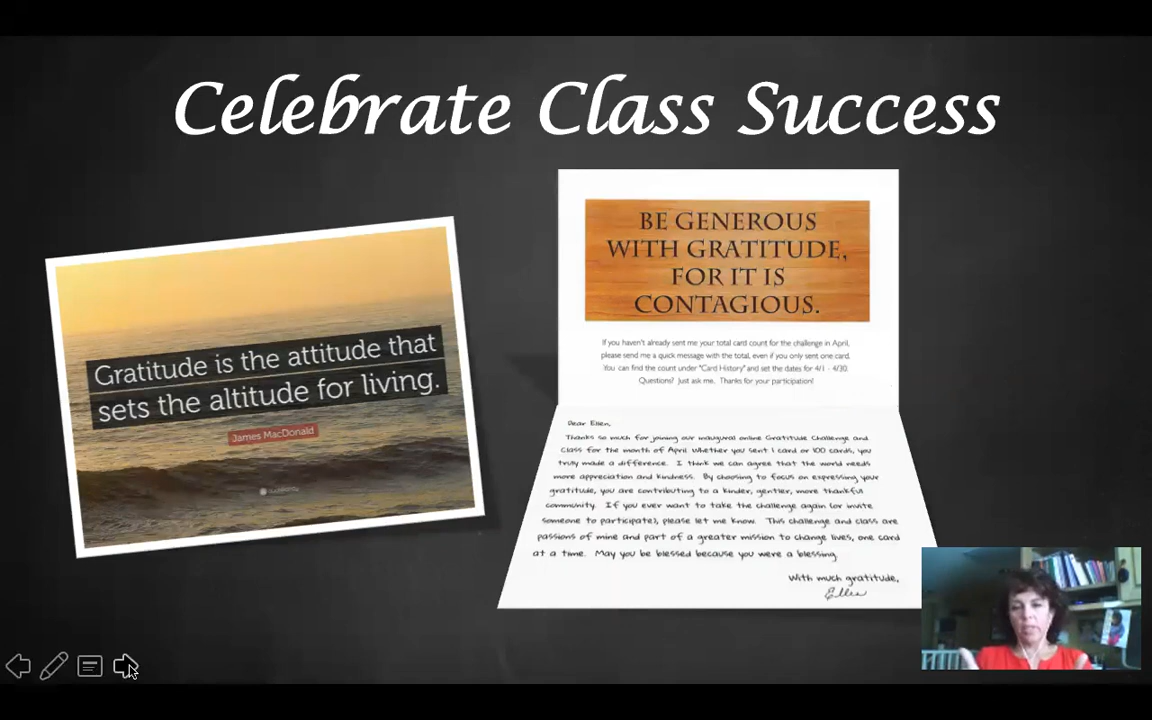 Celebrate Class Success
Gratitude is the attitude that
sets the altitude for living.
James MacDonald
BE GENEROUS
WITH GRATITUDE,
FOR IT IS
CONTAGIOUS.
If you haven't already sent me your total card count for the challenge in April,
please send me a quick message with the total, even if you only sent one card.
You can find the count under "Card History" and set the dates for 4/1 - 4/30.
Questions? Just ask me. Thanks for your participation!
Dear Ellen,
Thanks so much for joining our inaugural online Gratitude Challenge and
Class for the month of April. Whether you sent 1 card or 100 cards, you
truly made a difference. I think we can agree that the world needs
more appreciation and kindness. By choosing to focus on expressing your
gratitude, you are contributing to a kinder, gentler, more thankful
community. If you ever want to take the challenge again (or invite
someone to participate), please let me know. This challenge and class are
passions of mine and part of a greater mission to change lives, one card
at a time. May you be blessed because you were a blessing.
With much gratitude,
Ellen